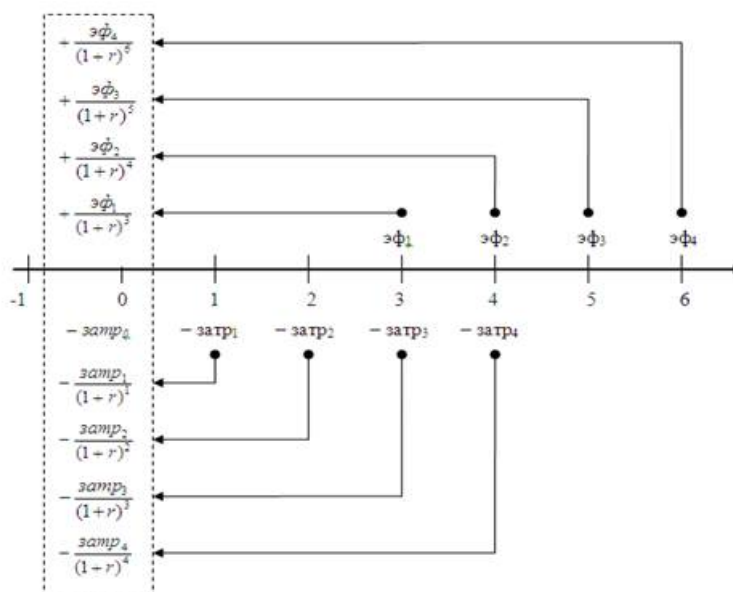 + эф₄/(1 + r)⁶
+ эф₃/(1 + r)⁵
+ эф₂/(1 + r)⁴
+ эф₁/(1 + r)³
эф₁ эф₂ эф₃ эф₄
-1 0 1 2 3 4 5 6
− затр₀ − затр₁ − затр₂ − затр₃ − затр₄
− затр₁/(1 + r)¹
− затр₂/(1 + r)²
− затр₃/(1 + r)³
− затр₄/(1 + r)⁴